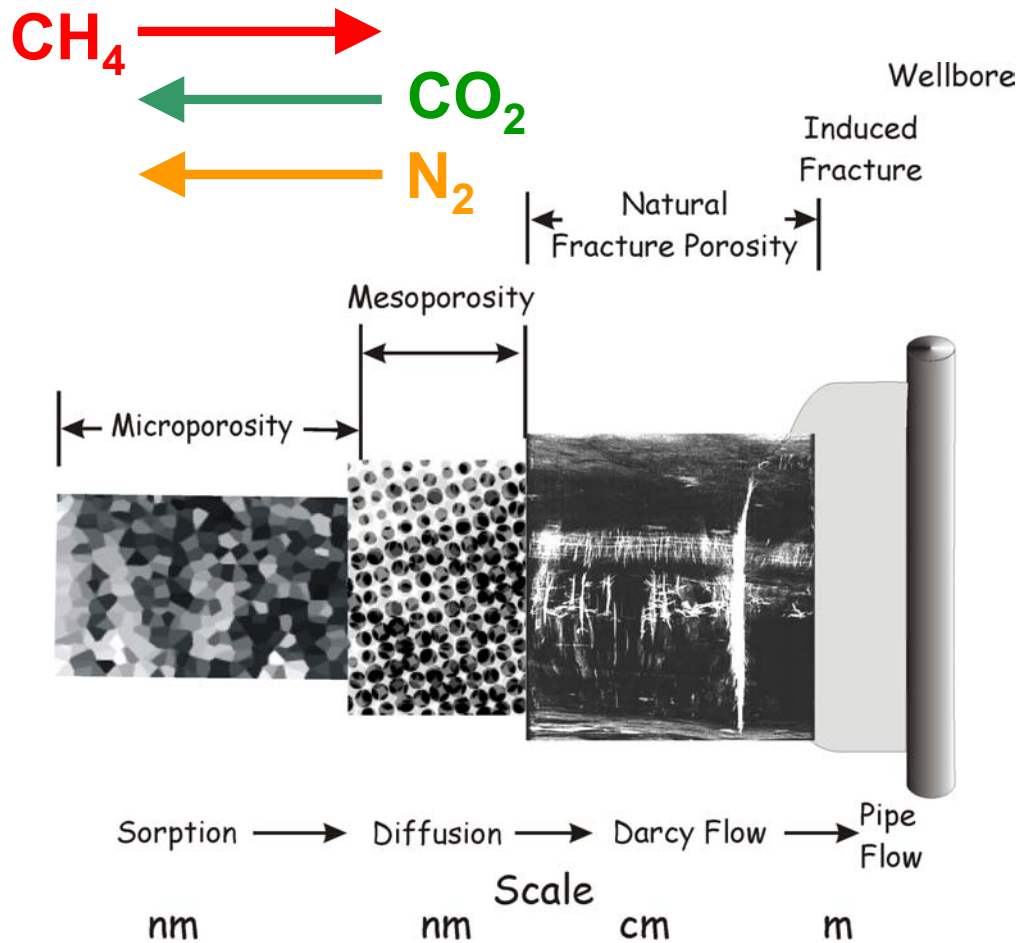 CH₄
CO₂
N₂
Wellbore
Induced
Fracture
Natural
Fracture Porosity
Mesoporosity
Microporosity
Sorption
Diffusion
Darcy Flow
Pipe
Flow
Scale
nm
nm
cm
m